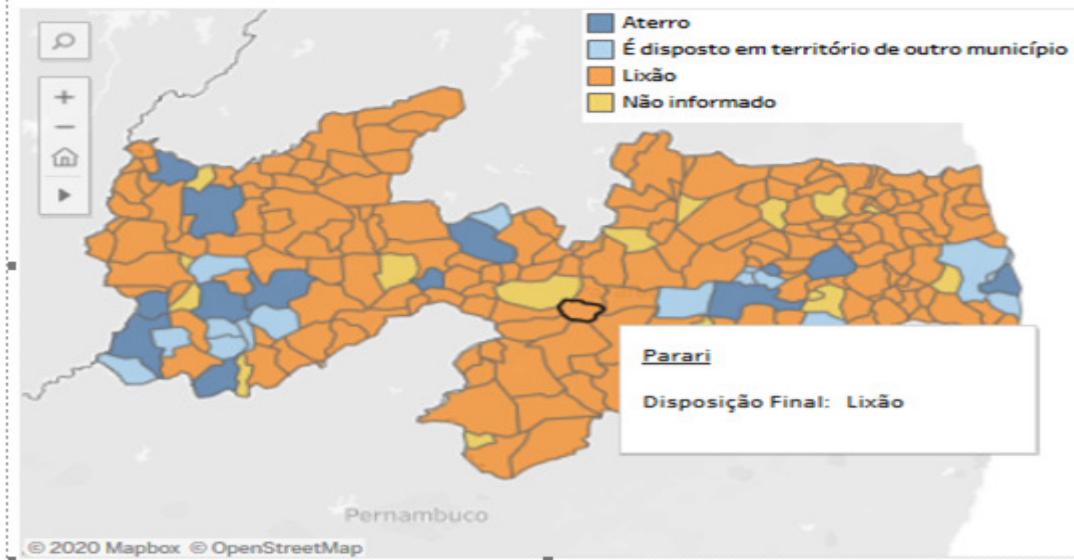 Aterro
É disposto em território de outro município
Lixão
Não informado
Parari
Disposição Final: Lixão
Pernambuco
© 2020 Mapbox © OpenStreetMap